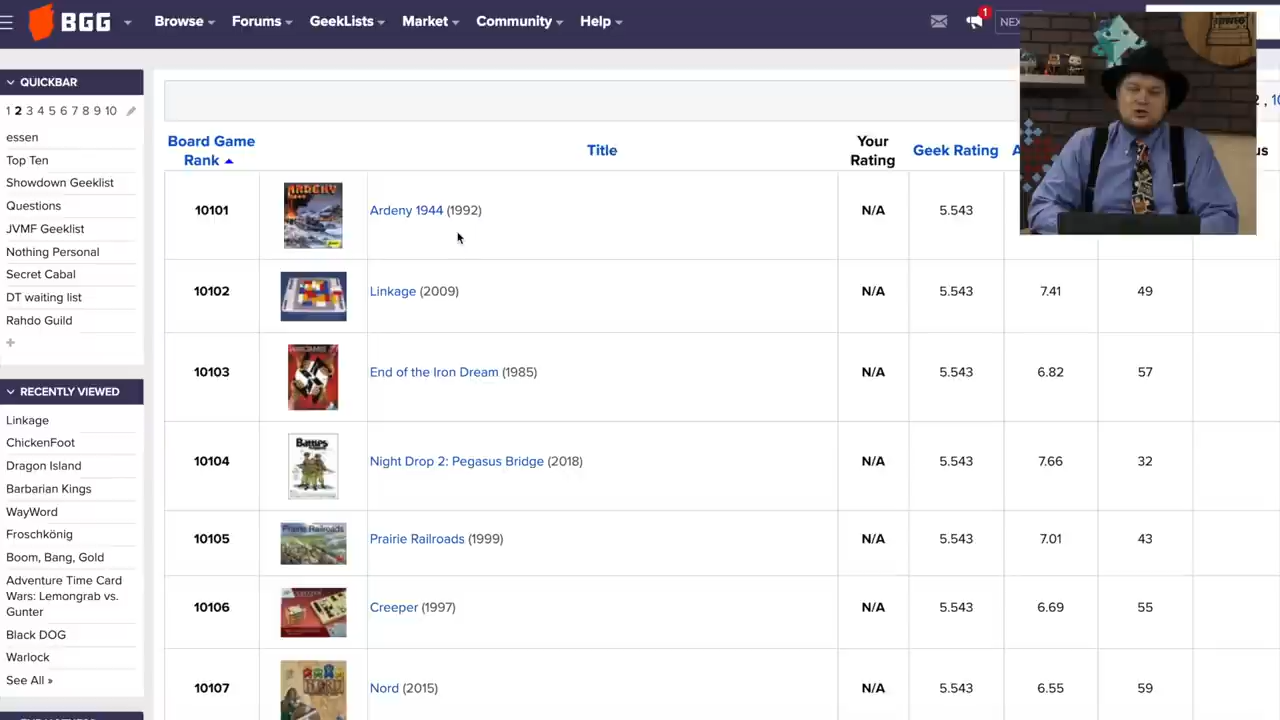 BGG
Browse Forums GeekLists Market Community Help
1
NEX
QUICKBAR
1 2 3 4 5 6 7 8 9 10
essen
Top Ten
Showdown Geeklist
Questions
JVMF Geeklist
Nothing Personal
Secret Cabal
DT waiting list
Rahdo Guild
+
RECENTLY VIEWED
Linkage
ChickenFoot
Dragon Island
Barbarian Kings
WayWord
Froschkönig
Boom, Bang, Gold
Adventure Time Card
Wars: Lemongrab vs.
Gunter
Black DOG
Warlock
See All »
Board Game
Rank
Title
Your
Rating
Geek Rating
10101 Ardeny 1944 (1992) N/A 5.543
10102 Linkage (2009) N/A 5.543 7.41 49
10103 End of the Iron Dream (1985) N/A 5.543 6.82 57
10104 Night Drop 2: Pegasus Bridge (2018) N/A 5.543 7.66 32
10105 Prairie Railroads (1999) N/A 5.543 7.01 43
10106 Creeper (1997) N/A 5.543 6.69 55
10107 Nord (2015) N/A 5.543 6.55 59